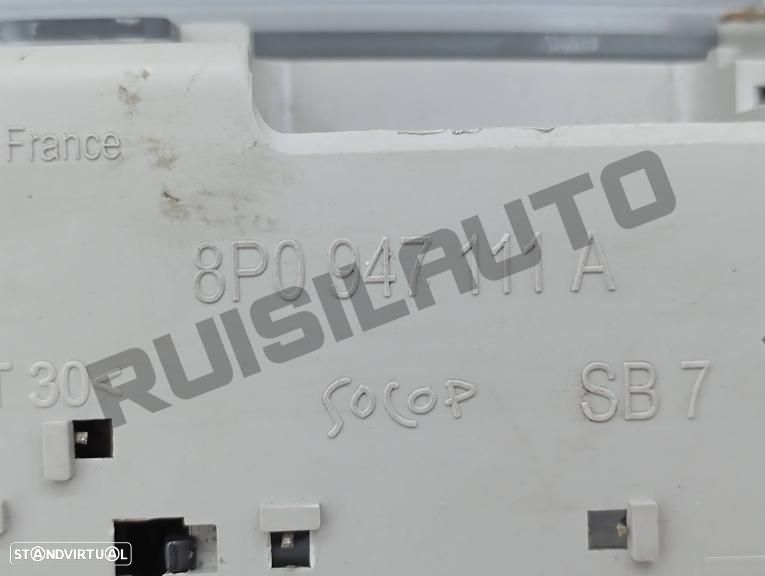 France
8P0 947 111 A
RUISILAUTO
T 30<
SOCOP
SB 7
STANDVIRTUAL